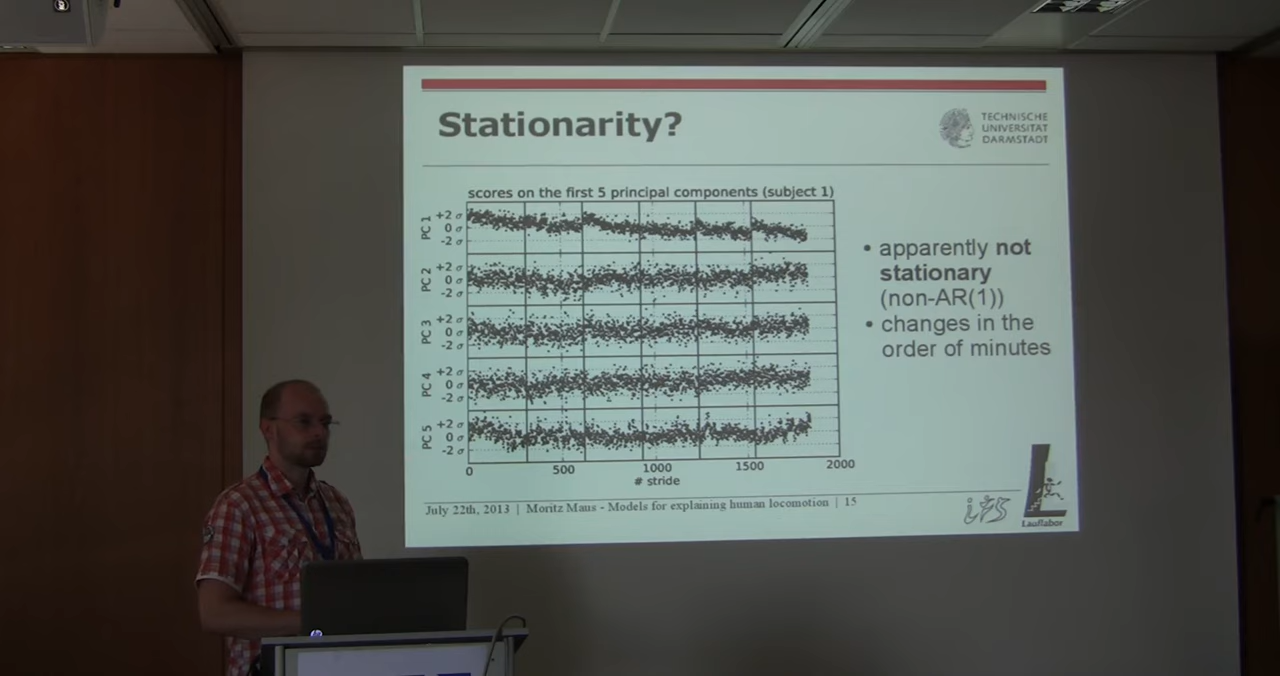 Stationarity?
TECHNISCHE
UNIVERSITÄT
DARMSTADT
scores on the first 5 principal components (subject 1)
PC 1
+2 σ
0 σ
-2 σ
PC 2
+2 σ
0 σ
-2 σ
PC 3
+2 σ
0 σ
-2 σ
PC 4
+2 σ
0 σ
-2 σ
PC 5
+2 σ
0 σ
-2 σ
0 500 1000 1500 2000
# stride
• apparently not
stationary
(non-AR(1))
• changes in the
order of minutes
July 22th, 2013 | Moritz Maus - Models for explaining human locomotion | 15
Lauflabor
hp